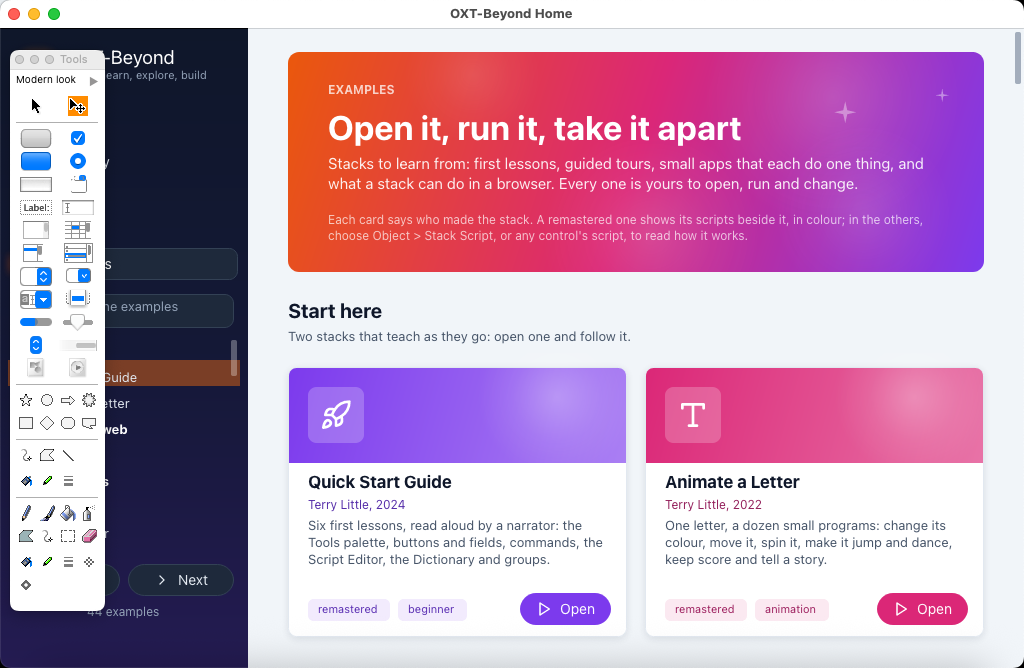 OXT-Beyond Home
Tools
Modern look
Label:
-Beyond
earn, explore, build
Guide
etter
web
Next
44 examples
EXAMPLES
Open it, run it, take it apart
Stacks to learn from: first lessons, guided tours, small apps that each do one thing, and
what a stack can do in a browser. Every one is yours to open, run and change.
Each card says who made the stack. A remastered one shows its scripts beside it, in colour; in the others,
choose Object > Stack Script, or any control's script, to read how it works.
Start here
Two stacks that teach as they go: open one and follow it.
Quick Start Guide
Terry Little, 2024
Six first lessons, read aloud by a narrator: the
Tools palette, buttons and fields, commands, the
Script Editor, the Dictionary and groups.
remastered
beginner
Open
Animate a Letter
Terry Little, 2022
One letter, a dozen small programs: change its
colour, move it, spin it, make it jump and dance,
keep score and tell a story.
remastered
animation
Open